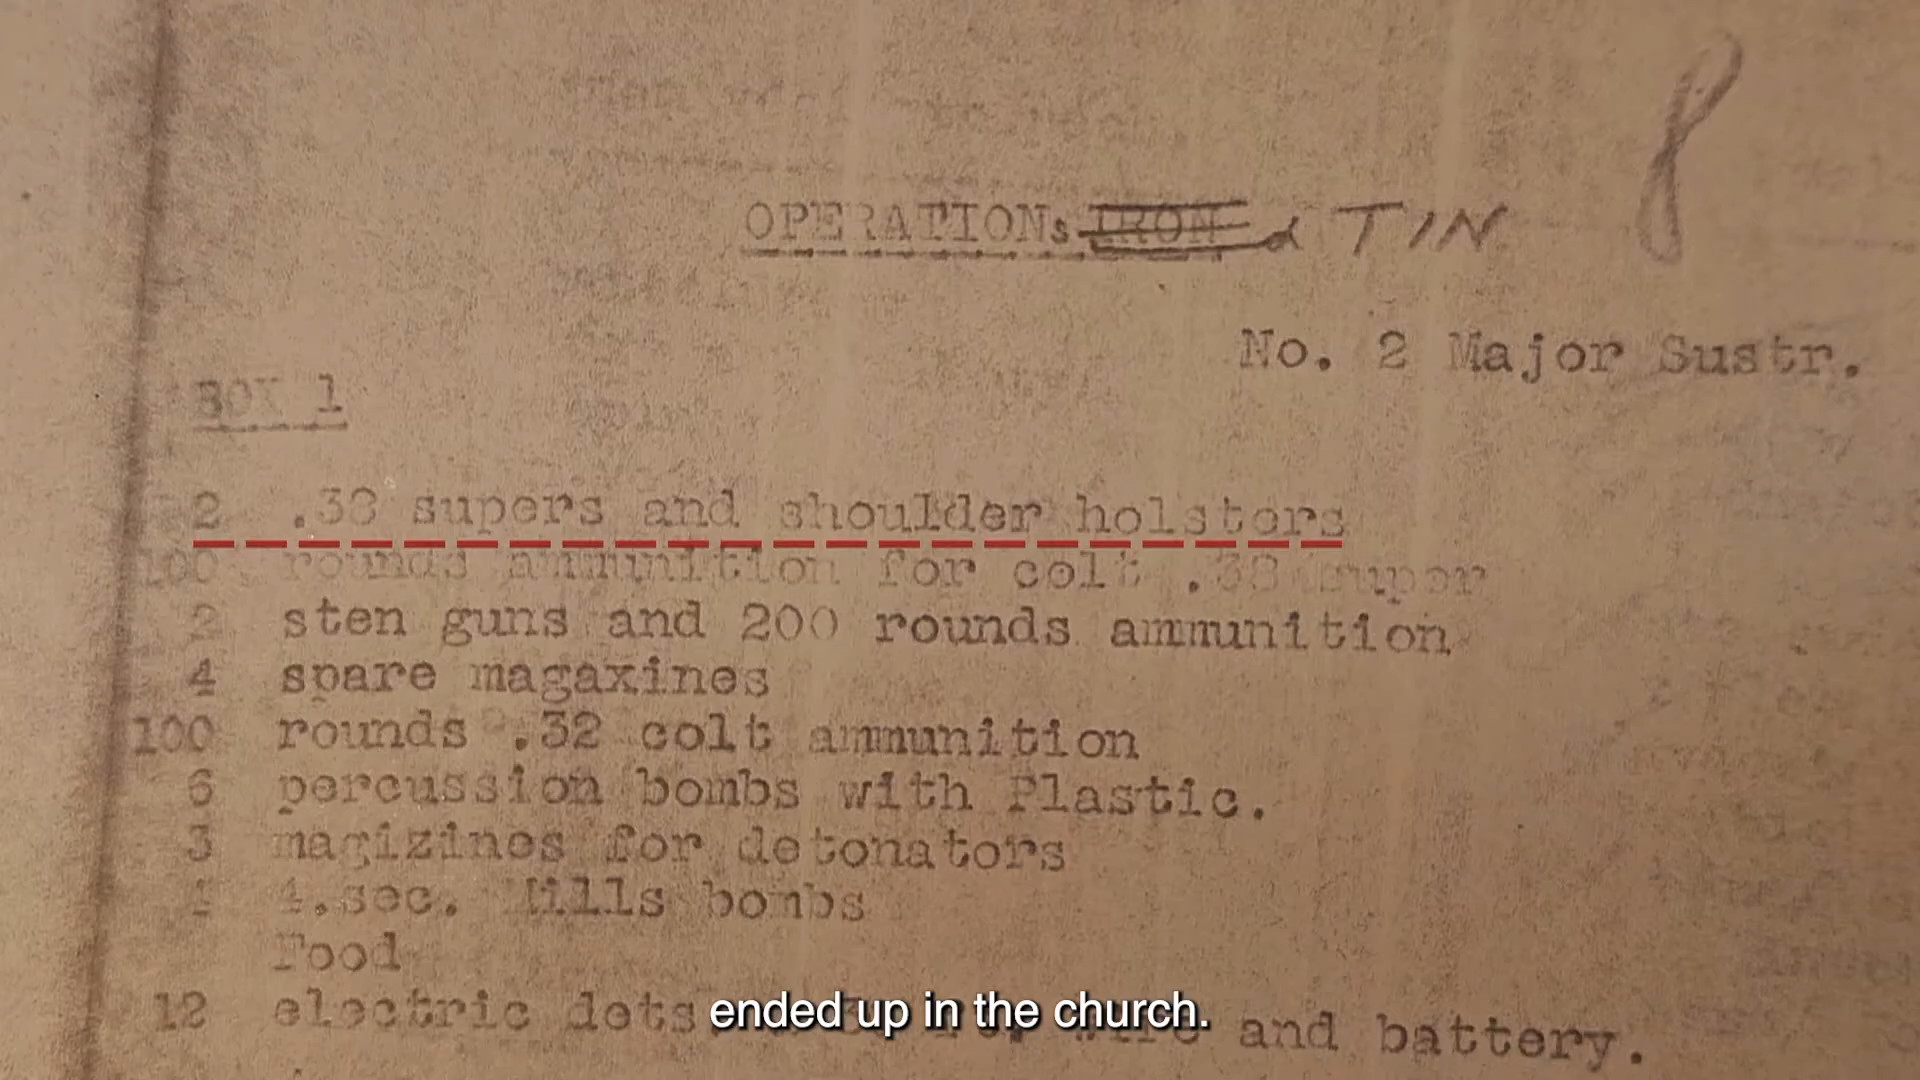 8
OPERATIONs IRON d TIN
No. 2 Major Sustr.
BOX 1
2 .38 supers and shoulder holsters
100 rounds ammunition for colt .38 super
2 sten guns and 200 rounds ammunition
4 spare magaxines
100 rounds .32 colt ammunition
6 percussion bombs with Plastic.
3 magizines for detonators
4.sec. Mills bombs
Food
12 electric dets and battery.
ended up in the church.